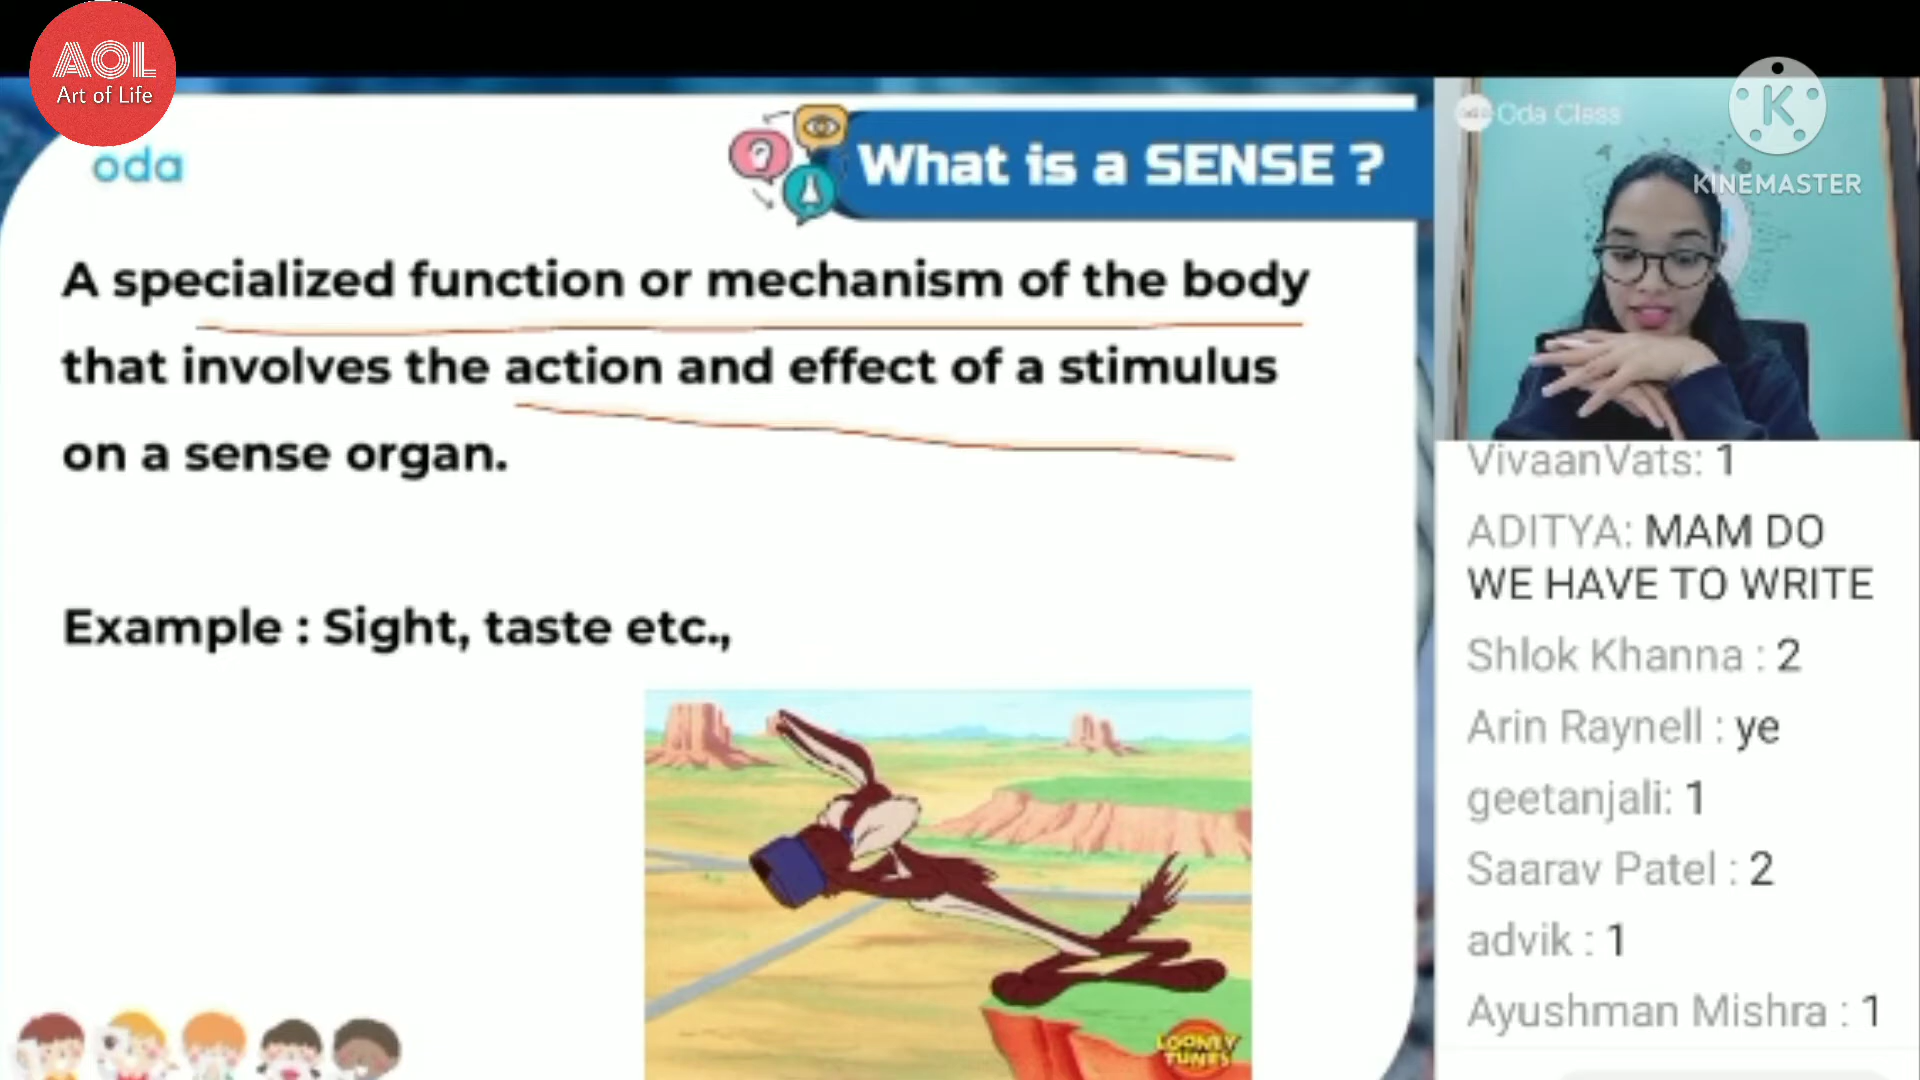 AOL
Art of Life
oda
What is a SENSE ?
A specialized function or mechanism of the body
that involves the action and effect of a stimulus
on a sense organ.
Example : Sight, taste etc.,
LOONEY
TUNES
Oda Class
K
KINEMASTER
VivaanVats: 1
ADITYA: MAM DO
WE HAVE TO WRITE
Shlok Khanna : 2
Arin Raynell : ye
geetanjali: 1
Saarav Patel : 2
advik : 1
Ayushman Mishra : 1